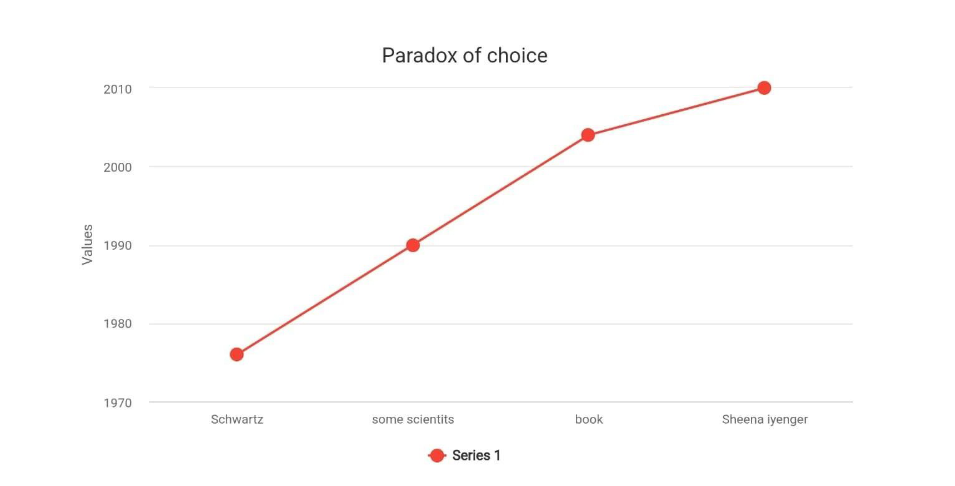 Paradox of choice
2010
2000
1990
1980
1970
Values
Schwartz
some scientits
book
Sheena iyenger
Series 1